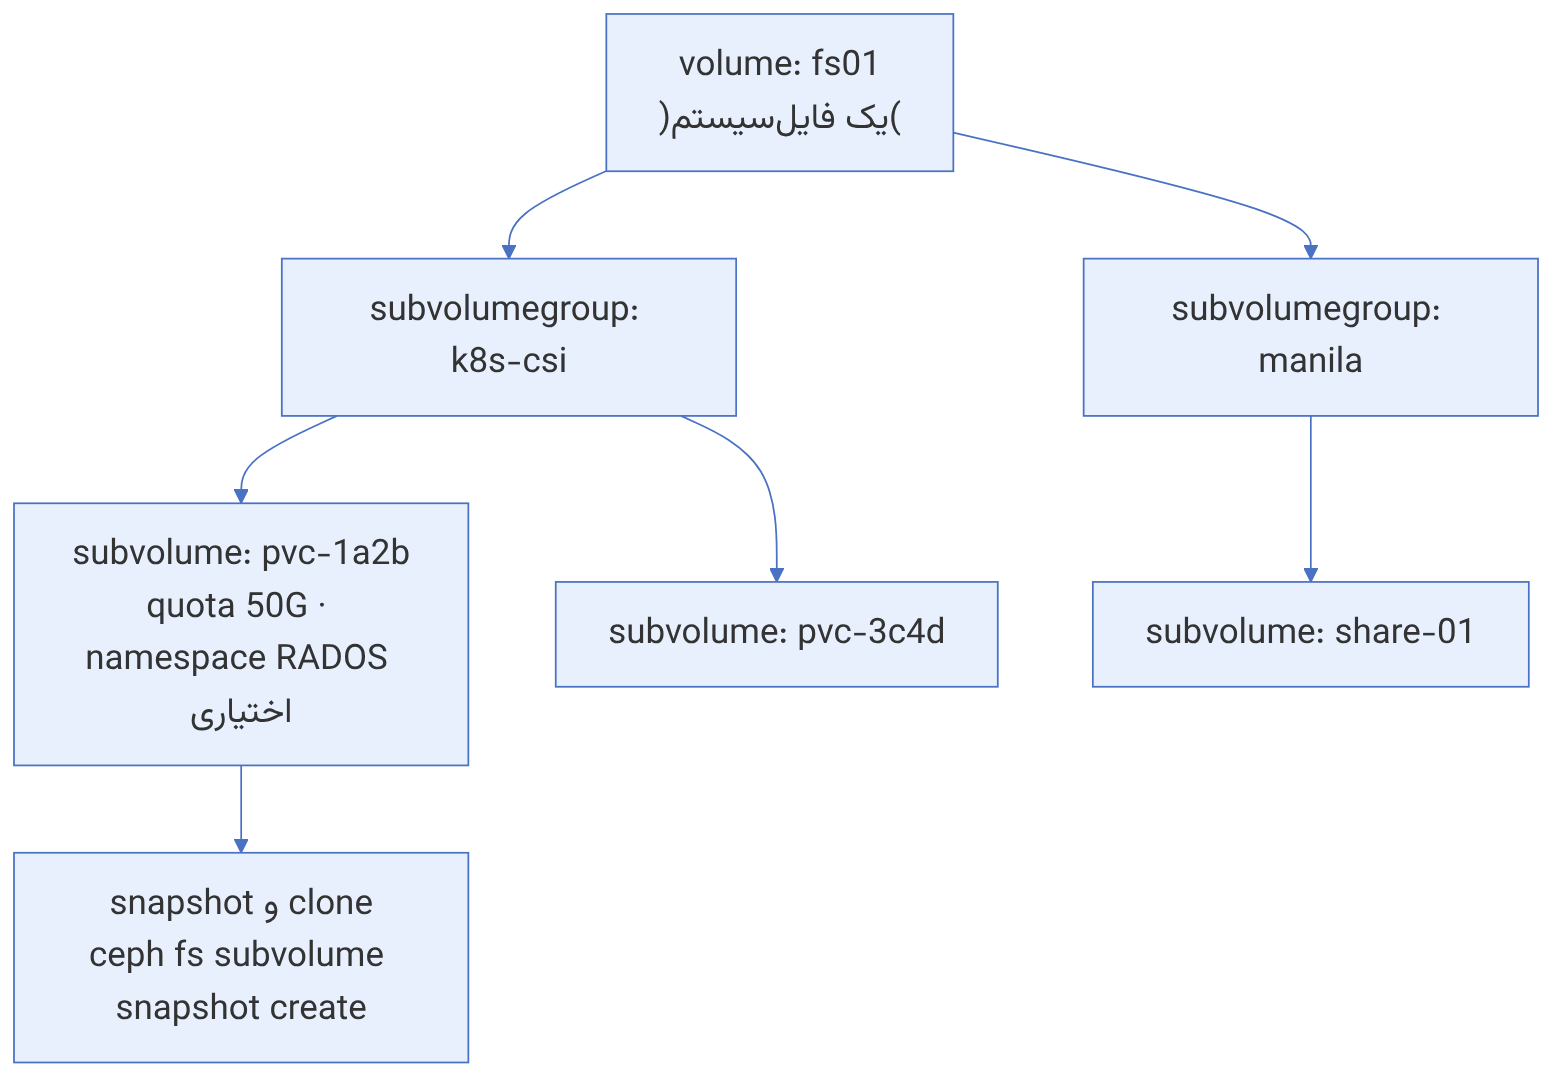 volume: fs01
(یک فایل‌سیستم)
subvolumegroup:
k8s-csi
subvolumegroup:
manila
subvolume: pvc-1a2b
quota 50G ·
namespace RADOS
اختیاری
subvolume: pvc-3c4d
subvolume: share-01
snapshot و clone
ceph fs subvolume
snapshot create